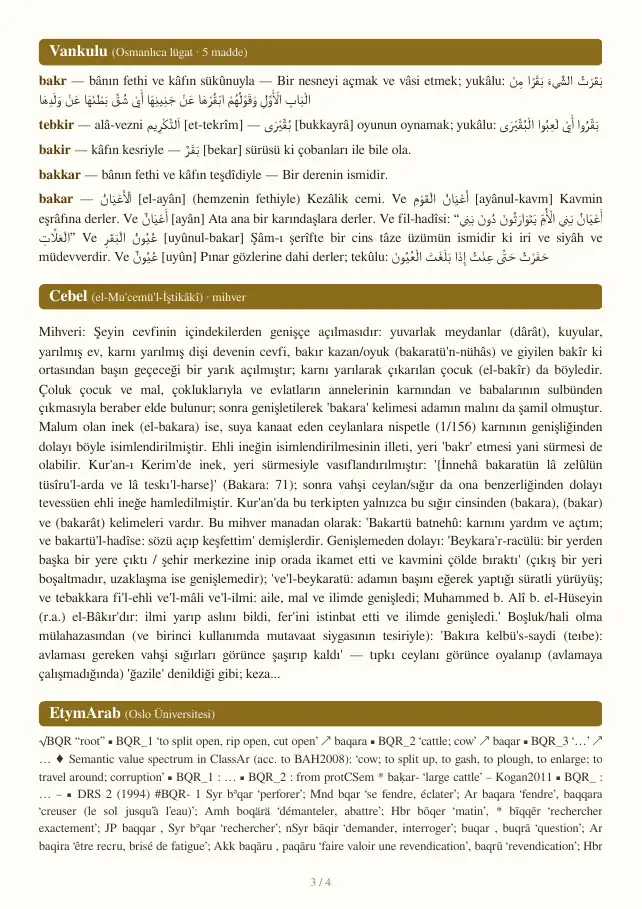 Vankulu (Osmanlıca lügat · 5 madde)
bakr — bânın fethi ve kâfın sükûnuyla — Bir nesneyi açmak ve vâsi etmek; yukâlu: بَقَرْتُ الشَّيءَ بَقْرًا مِنْ
الْبَابِ الْأَوَّلِ وَقَوْلُهُمْ ابْقُرْهَا عَنْ جَنِينِهَا أَيْ شُقَّ بَطْنَهَا عَنْ وَلَدِهَا
tebkir — alâ-vezni اَلتَّكْرِيم [et-tekrîm] — بُقَّيْرَى [bukkayrâ] oyunun oynamak; yukâlu: بَقَّرُوا أَيْ لَعِبُوا الْبُقَّيْرَى
bakir — kâfın kesriyle — بَقَرٌ [bekar] sürüsü ki çobanları ile bile ola.
bakkar — bânın fethi ve kâfın teşdîdiyle — Bir derenin ismidir.
bakar — اَلْأَعْيَانُ [el-ayân] (hemzenin fethiyle) Kezâlik cemi. Ve أَعْيَانُ الْقَوْمِ [ayânul-kavm] Kavmin
eşrâfına derler. Ve أَعْيَانٌ [ayân] Ata ana bir karındaşlara derler. Ve fil-hadîsi: “أَعْيَانُ بَنِي الْأُمِّ يَتَوَارَثُونَ دُونَ بَنِي
الْعَلَّاتِ” Ve عُيُونُ الْبَقَرِ [uyûnul-bakar] Şâm-ı şerîfte bir cins tâze üzümün ismidir ki iri ve siyâh ve
müdevverdir. Ve عُيُونٌ [uyûn] Pınar gözlerine dahi derler; tekûlu: حَفَرْتُ حَتَّى عِنْتُ إِذَا بَلَغْتَ الْعُيُونَ
Cebel (el-Mu'cemü'l-İştikâkî) · mihver
Mihveri: Şeyin cevfinin içindekilerden genişçe açılmasıdır: yuvarlak meydanlar (dârât), kuyular,
yarılmış ev, karnı yarılmış dişi devenin cevfi, bakır kazan/oyuk (bakaratü'n-nühâs) ve giyilen bakîr ki
ortasından başın geçeceği bir yarık açılmıştır; karnı yarılarak çıkarılan çocuk (el-bakîr) da böyledir.
Çoluk çocuk ve mal, çokluklarıyla ve evlatların annelerinin karnından ve babalarının sulbünden
çıkmasıyla beraber elde bulunur; sonra genişletilerek 'bakara' kelimesi adamın malını da şamil olmuştur.
Malum olan inek (el-bakara) ise, suya kanaat eden ceylanlara nispetle (1/156) karnının genişliğinden
dolayı böyle isimlendirilmiştir. Ehli ineğin isimlendirilmesinin illeti, yeri 'bakr' etmesi yani sürmesi de
olabilir. Kur'an-ı Kerim'de inek, yeri sürmesiyle vasıflandırılmıştır: '{İnnehâ bakaratün lâ zelûlün
tüsîru'l-arda ve lâ teskı'l-harse}' (Bakara: 71); sonra vahşi ceylan/sığır da ona benzerliğinden dolayı
tevessüen ehli ineğe hamledilmiştir. Kur'an'da bu terkipten yalnızca bu sığır cinsinden (bakara), (bakar)
ve (bakarât) kelimeleri vardır. Bu mihver manadan olarak: 'Bakartü batnehû: karnını yardım ve açtım;
ve bakartü'l-hadîse: sözü açıp keşfettim' demişlerdir. Genişlemeden dolayı: 'Beykara'r-racülü: bir yerden
başka bir yere çıktı / şehir merkezine inip orada ikamet etti ve kavmini çölde bıraktı' (çıkış bir yeri
boşaltmadır, uzaklaşma ise genişlemedir); 've'l-beykaratü: adamın başını eğerek yaptığı süratli yürüyüş;
ve tebakkara fi'l-ehli ve'l-mâli ve'l-ilmi: aile, mal ve ilimde genişledi; Muhammed b. Alî b. el-Hüseyin
(r.a.) el-Bâkır'dır: ilmi yarıp aslını bildi, fer'ini istinbat etti ve ilimde genişledi.' Boşluk/hali olma
mülahazasından (ve birinci kullanımda mutavaat siygasının tesiriyle): 'Bakıra kelbü's-saydi (teıbe):
avlaması gereken vahşi sığırları görünce şaşırıp kaldı' — tıpkı ceylanı görünce oyalanıp (avlamaya
çalışmadığında) 'ğazile' denildiği gibi; keza...
EtymArab (Oslo Üniversitesi)
√BQR “root” ▪ BQR_1 ‘to split open, rip open, cut open’ ↗ baqara ▪ BQR_2 ‘cattle; cow’ ↗ baqar ▪ BQR_3 ‘…’ ↗
… ♦ Semantic value spectrum in ClassAr (acc. to BAH2008): ‘cow; to split up, to gash, to plough, to enlarge; to
travel around; corruption’ ▪ BQR_1 : … ▪ BQR_2 : from protCSem * baḳar- ‘large cattle’ – Kogan2011 ▪ BQR_ :
… – ▪ DRS 2 (1994) #BQR- 1 Syr bᵊqar ‘perforer’; Mnd bqar ‘se fendre, éclater’; Ar baqara ‘fendre’, baqqara
‘creuser (le sol jusqu’à l’eau)’; Amh boqärä ‘démanteler, abattre’; Hbr bōqer ‘matin’, * biqqēr ‘rechercher
exactement’; JP baqqar , Syr bᵊqar ‘rechercher’; nSyr bāqir ‘demander, interroger’; buqar , buqrā ‘question’; Ar
baqira ‘être recru, brisé de fatigue’; Akk baqāru , paqāru ‘faire valoir une revendication’, baqrū ‘revendication’; Hbr
3 / 4